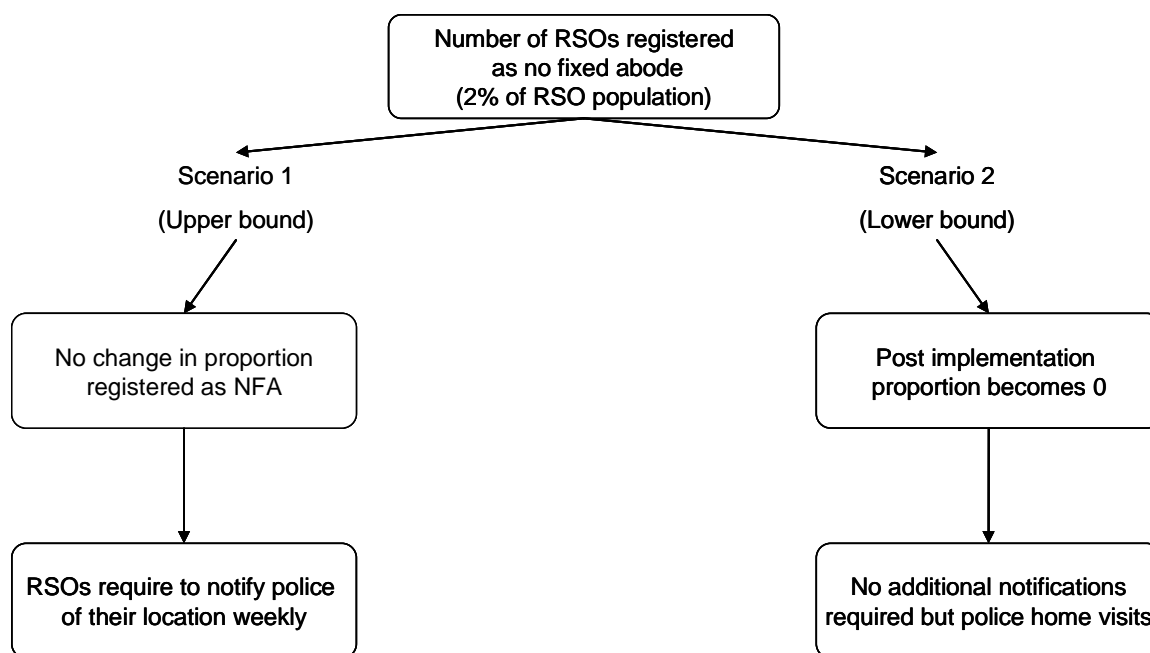 Number of RSOs registered
as no fixed abode
(2% of RSO population)
Scenario 1
(Upper bound)
Scenario 2
(Lower bound)
No change in proportion
registered as NFA
Post implementation
proportion becomes 0
RSOs require to notify police
of their location weekly
No additional notifications
required but police home visits